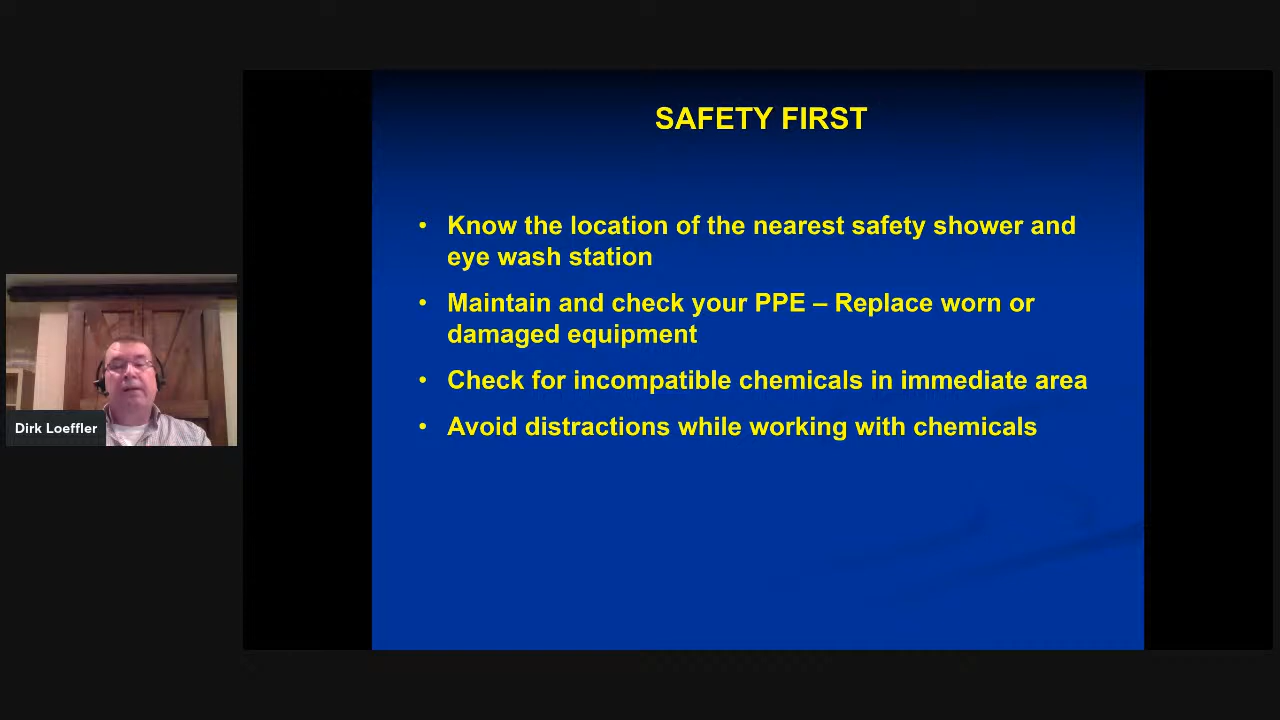 SAFETY FIRST
• Know the location of the nearest safety shower and
eye wash station
• Maintain and check your PPE – Replace worn or
damaged equipment
• Check for incompatible chemicals in immediate area
• Avoid distractions while working with chemicals
Dirk Loeffler